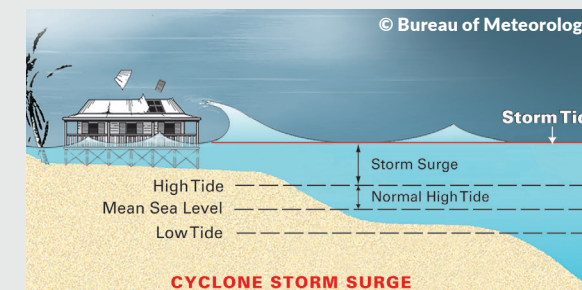 © Bureau of Meteorolog
Storm Tid
Storm Surge
High Tide
Normal High Tide
Mean Sea Level
Low Tide
CYCLONE STORM SURGE